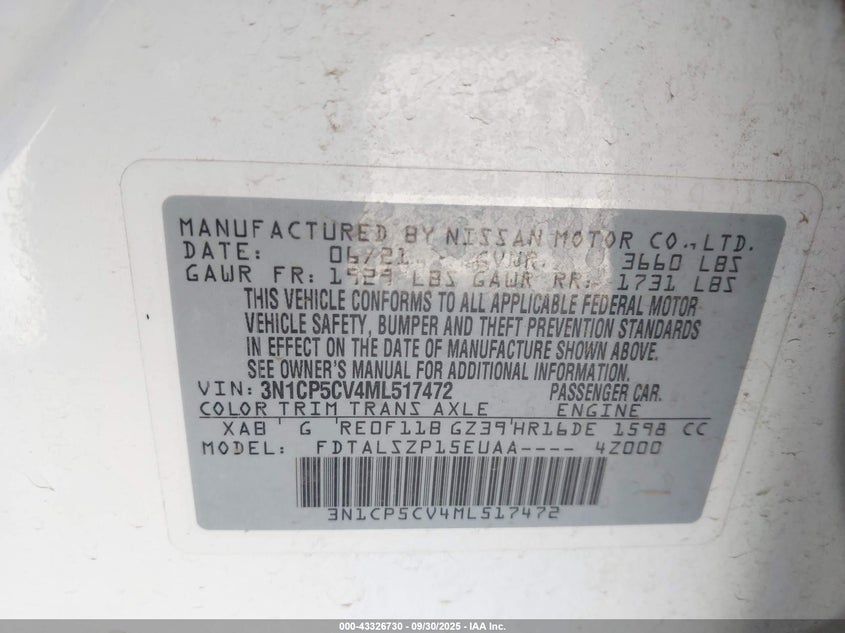 MANUFACTURED BY NISSAN MOTOR CO., LTD.
DATE: 06/21 GVWR: 3660 LBS
GAWR FR: 1929 LBS GAWR RR: 1731 LBS
THIS VEHICLE CONFORMS TO ALL APPLICABLE FEDERAL MOTOR
VEHICLE SAFETY, BUMPER AND THEFT PREVENTION STANDARDS
IN EFFECT ON THE DATE OF MANUFACTURE SHOWN ABOVE.
SEE OWNER'S MANUAL FOR ADDITIONAL INFORMATION.
VIN: 3N1CP5CV4ML517472 PASSENGER CAR.
COLOR TRIM TRANS AXLE ENGINE
XAB G RE0F11B GZ39 HR16DE 1598 CC
MODEL: FDTALSZP15EUAA---- 4Z000
3N1CP5CV4ML517472
000-43326730 - 09/30/2025 - IAA Inc.